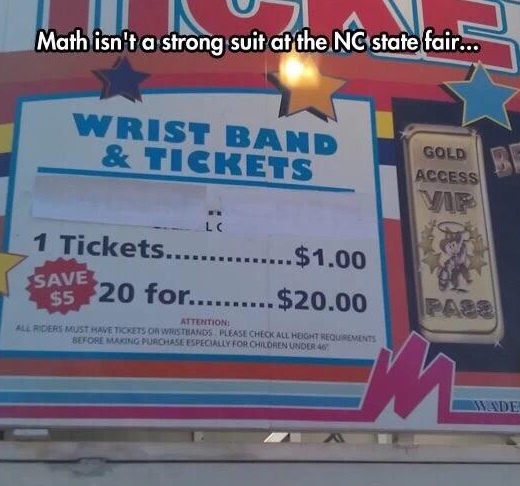 Math isn't a strong suit at the NC state fair...
WRIST BAND
& TICKETS
1 Tickets...............$1.00
SAVE
$5
20 for..........$20.00
ATTENTION:
ALL RIDERS MUST HAVE TICKETS OR WRISTBANDS PLEASE CHECK ALL HEIGHT REQUIREMENTS
BEFORE MAKING PURCHASE ESPECIALLY FOR CHILDREN UNDER 46"
GOLD
ACCESS
VIP
PASS
WADE